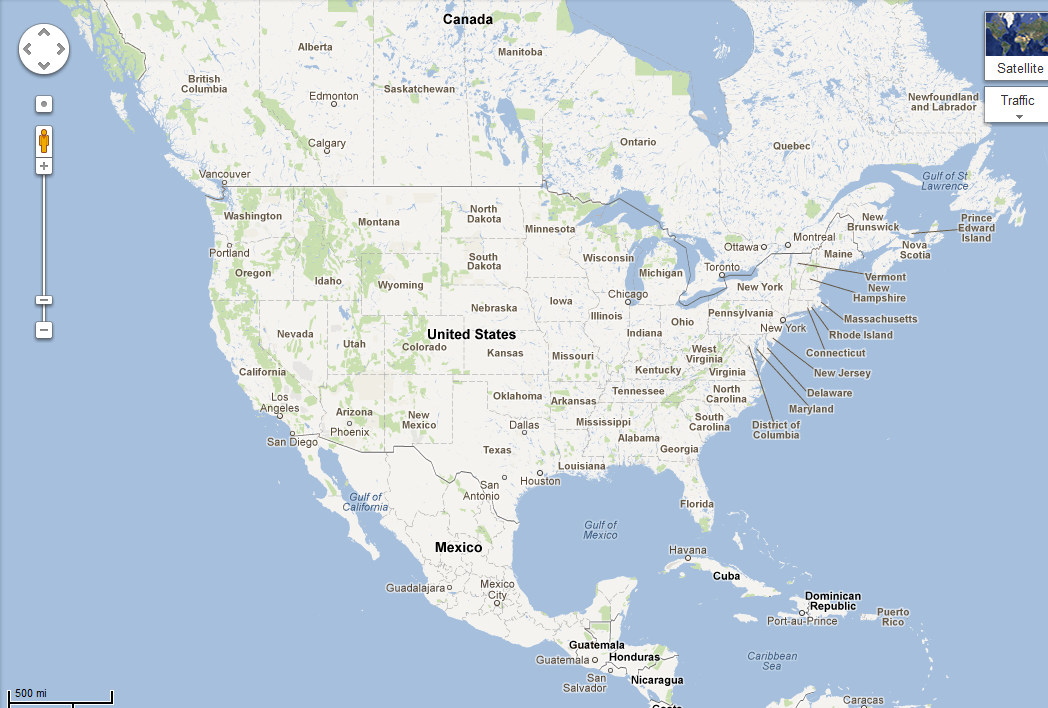 Canada
Alberta
Manitoba
British
Columbia
Saskatchewan
Edmonton
Newfoundland
and Labrador
Satellite
Traffic
Calgary
Ontario
Quebec
Vancouver
Gulf of St
Lawrence
Washington
Montana
North
Dakota
Minnesota
New
Brunswick
Prince
Edward
Island
Portland
Oregon
Idaho
Wyoming
South
Dakota
Wisconsin
Michigan
Ottawa
Montreal
Toronto
Maine
Nova
Scotia
New York
Vermont
New
Hampshire
Nebraska
Iowa
Chicago
Illinois
Pennsylvania
Ohio
Indiana
New York
Massachusetts
Rhode Island
Connecticut
New Jersey
Delaware
Maryland
District of
Columbia
Nevada
Utah
Colorado
United States
Kansas
Missouri
West
Virginia
Kentucky
Virginia
California
Los
Angeles
San Diego
Arizona
Phoenix
New
Mexico
Oklahoma
Arkansas
Tennessee
North
Carolina
South
Carolina
Dallas
Mississippi
Alabama
Georgia
Texas
Louisiana
San
Antonio
Houston
Florida
Gulf of
California
Gulf of
Mexico
Mexico
Havana
Cuba
Guadalajara
Mexico
City
Dominican
Republic
Port-au-Prince
Puerto
Rico
Guatemala
Guatemala
Honduras
San
Salvador
Nicaragua
Caribbean
Sea
Caracas
500 mi